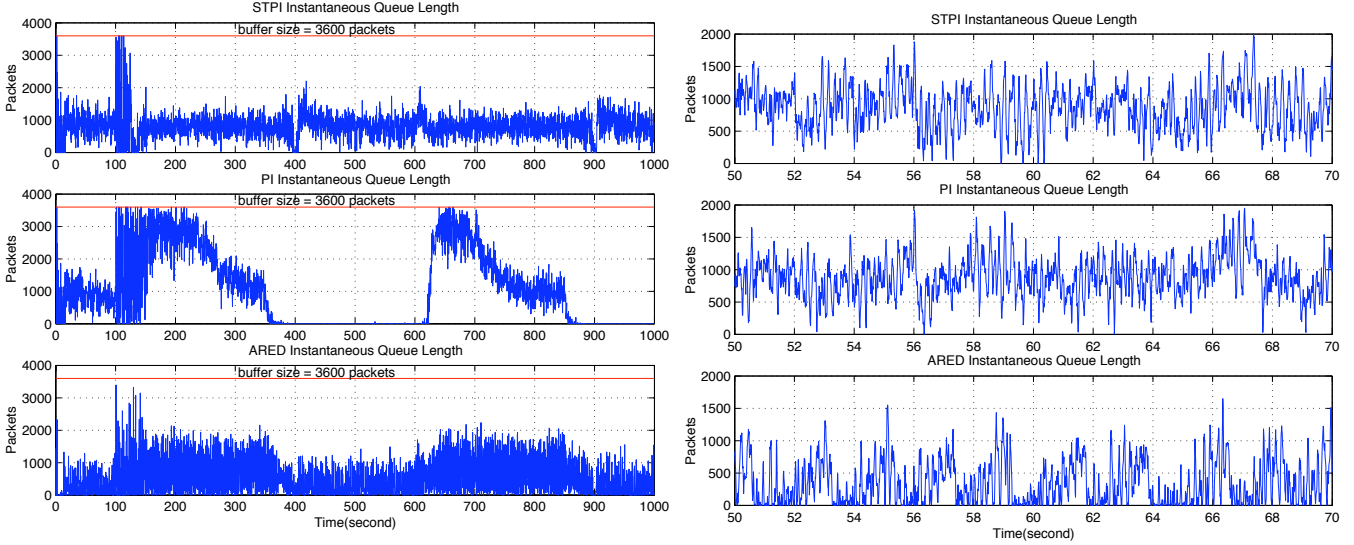 STPI Instantaneous Queue Length
4000
3000
2000
1000
0
Packets
buffer size = 3600 packets
0 100 200 300 400 500 600 700 800 900 1000
PI Instantaneous Queue Length
4000
3000
2000
1000
0
Packets
buffer size = 3600 packets
0 100 200 300 400 500 600 700 800 900 1000
ARED Instantaneous Queue Length
4000
3000
2000
1000
0
Packets
buffer size = 3600 packets
0 100 200 300 400 500 600 700 800 900 1000
Time(second)
STPI Instantaneous Queue Length
2000
1500
1000
500
0
Packets
50 52 54 56 58 60 62 64 66 68 70
PI Instantaneous Queue Length
2000
1500
1000
500
0
Packets
50 52 54 56 58 60 62 64 66 68 70
ARED Instantaneous Queue Length
2000
1500
1000
500
0
Packets
50 52 54 56 58 60 62 64 66 68 70
Time(second)